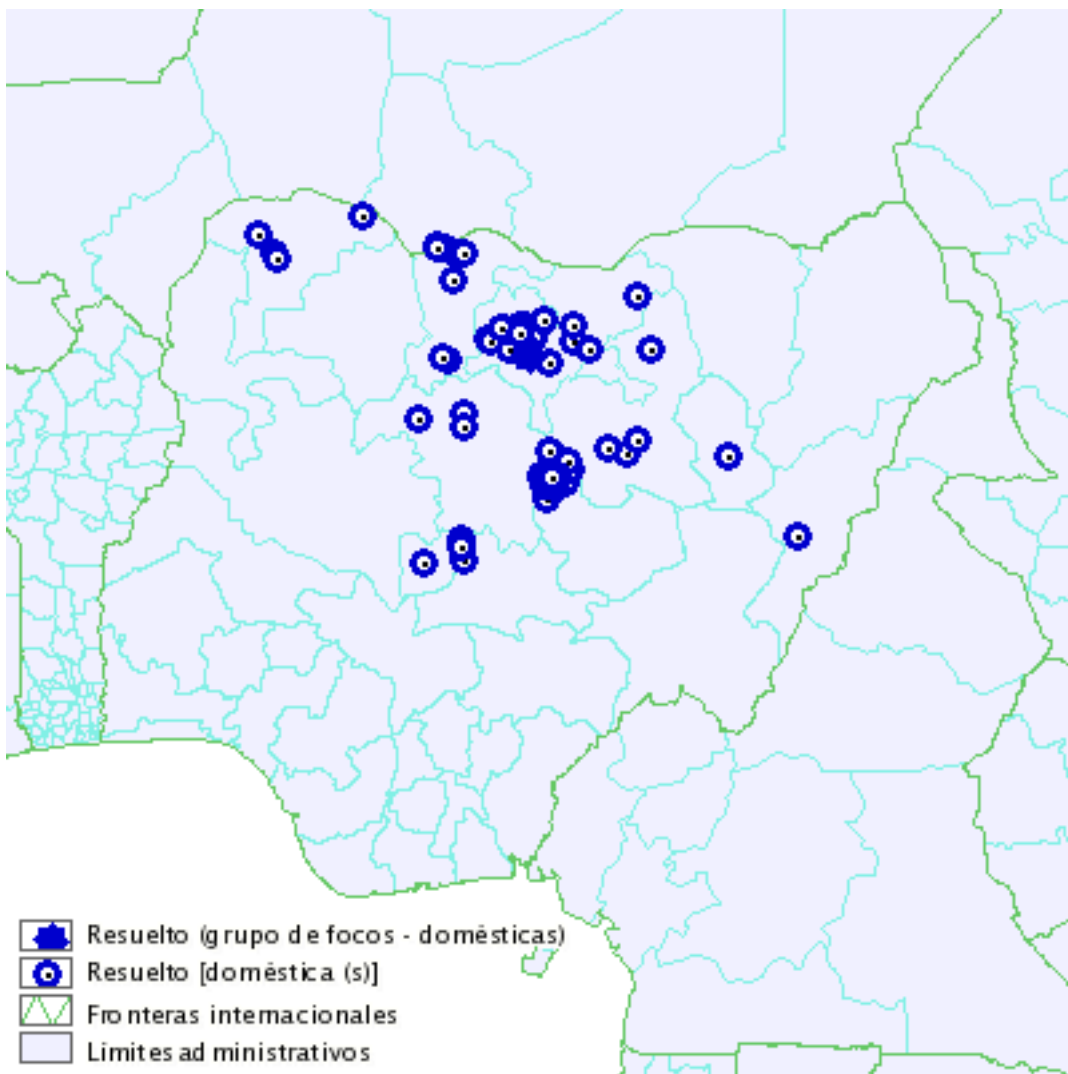 Resuelto (grupo de focos - domésticas)
Resuelto [doméstica (s)]
Fronteras internacionales
Límites administrativos